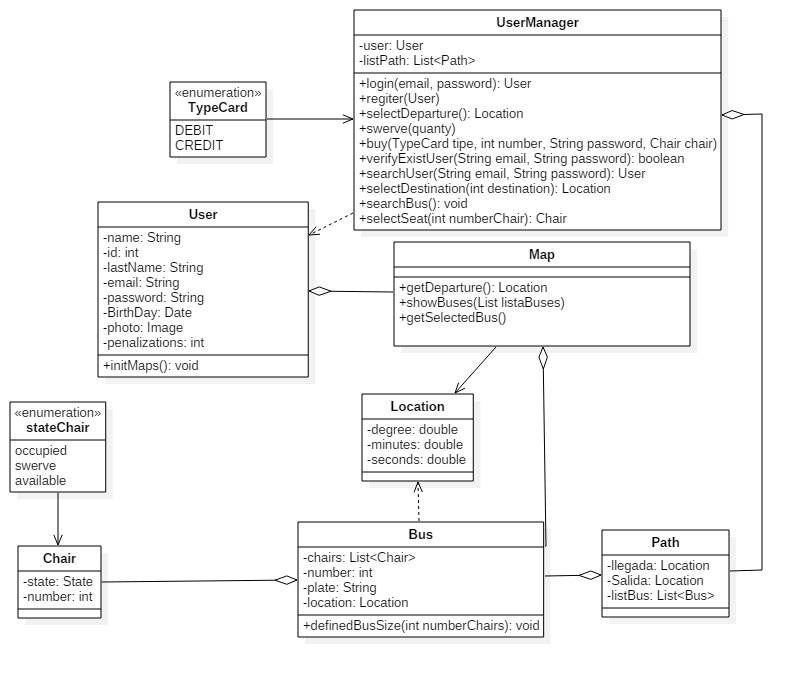 UserManager
-user: User
-listPath: List<Path>
+login(email, password): User
+regiter(User)
+selectDeparture(): Location
+swerve(quanty)
+buy(TypeCard tipe, int number, String password, Chair chair)
+verifyExistUser(String email, String password): boolean
+searchUser(String email, String password): User
+selectDestination(int destination): Location
+searchBus(): void
+selectSeat(int numberChair): Chair
«enumeration»
TypeCard
DEBIT
CREDIT
User
-name: String
-id: int
-lastName: String
-email: String
-password: String
-BirthDay: Date
-photo: Image
-penalizations: int
+initMaps(): void
Map
+getDeparture(): Location
+showBuses(List listaBuses)
+getSelectedBus()
Location
-degree: double
-minutes: double
-seconds: double
«enumeration»
stateChair
occupied
swerve
available
Chair
-state: State
-number: int
Bus
-chairs: List<Chair>
-number: int
-plate: String
-location: Location
+definedBusSize(int numberChairs): void
Path
-llegada: Location
-Salida: Location
-listBus: List<Bus>